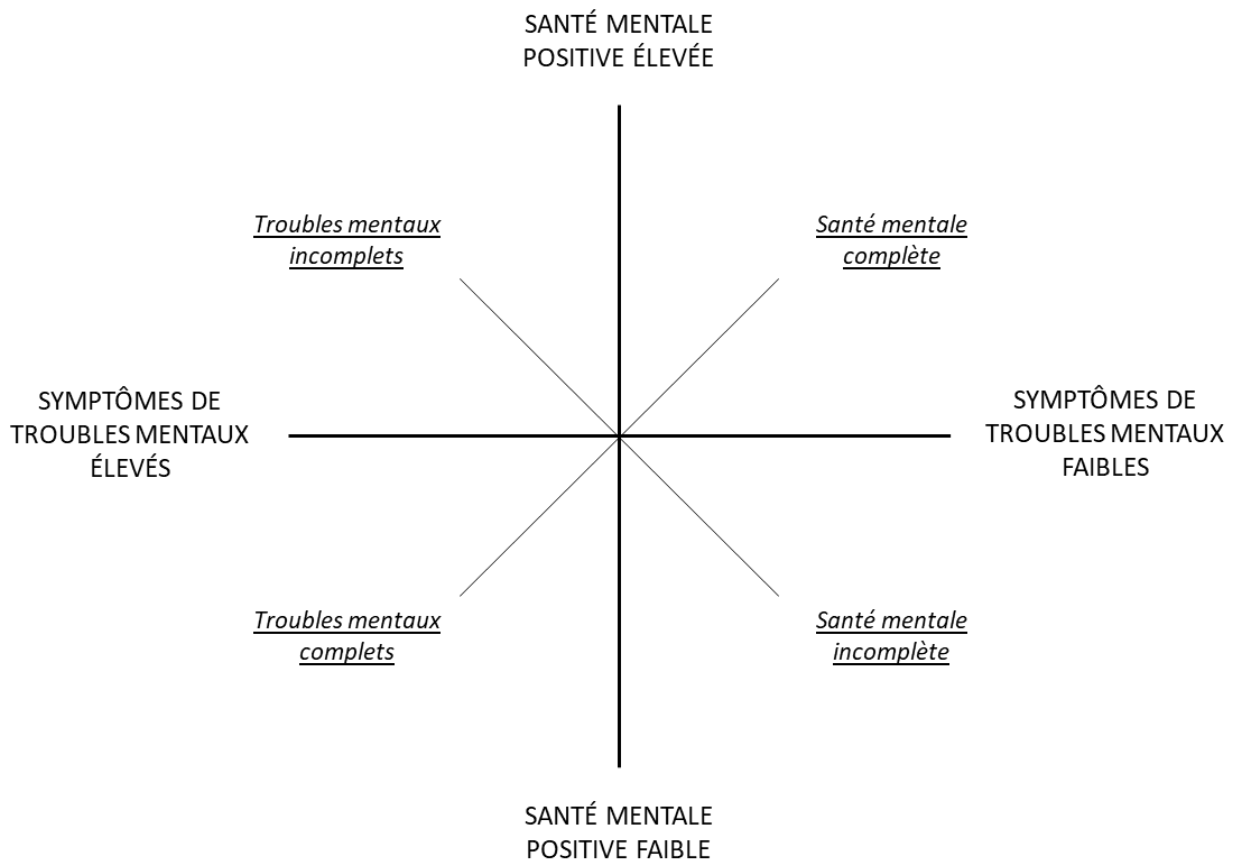 SANTÉ MENTALE
POSITIVE ÉLEVÉE
Troubles mentaux
incomplets
Santé mentale
complète
SYMPTÔMES DE
TROUBLES MENTAUX
ÉLEVÉS
SYMPTÔMES DE
TROUBLES MENTAUX
FAIBLES
Troubles mentaux
complets
Santé mentale
incomplète
SANTÉ MENTALE
POSITIVE FAIBLE